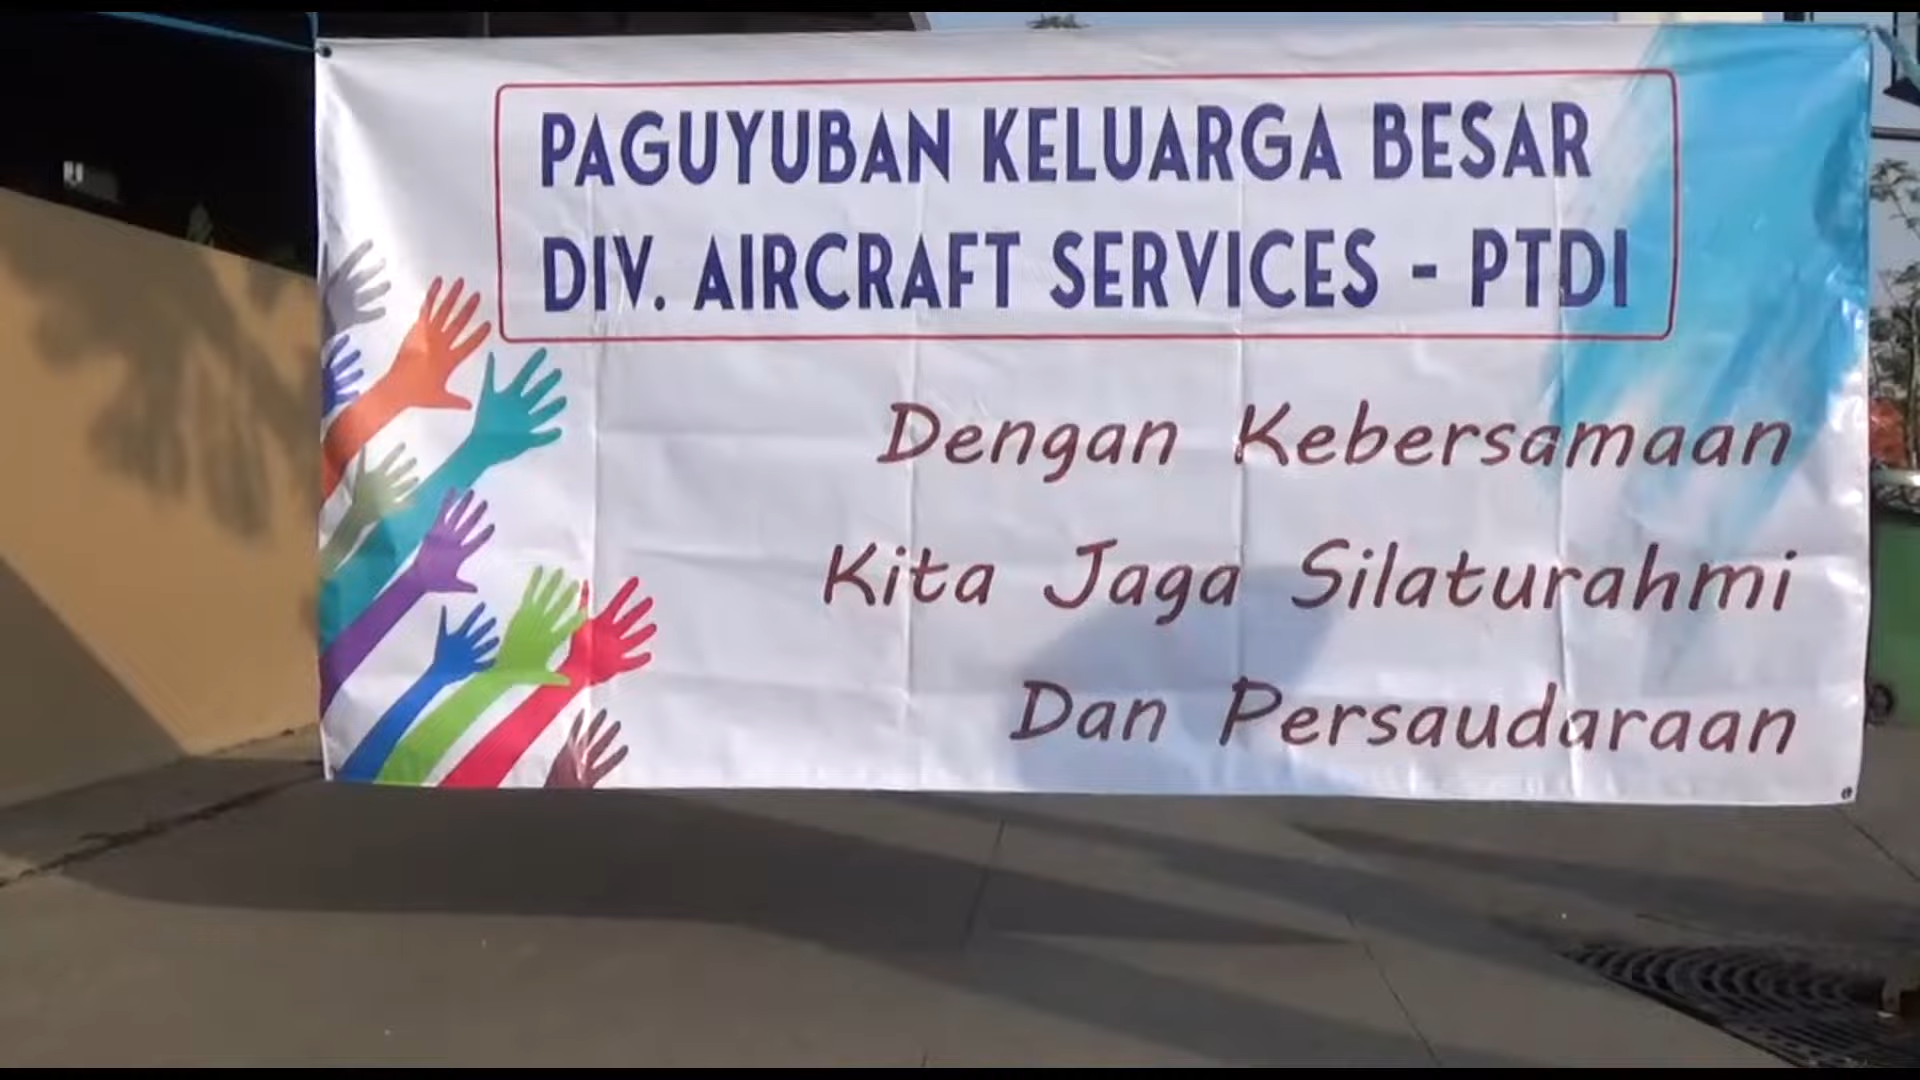 PAGUYUBAN KELUARGA BESAR
DIV. AIRCRAFT SERVICES - PTDI
Dengan Kebersamaan
Kita Jaga Silaturahmi
Dan Persaudaraan